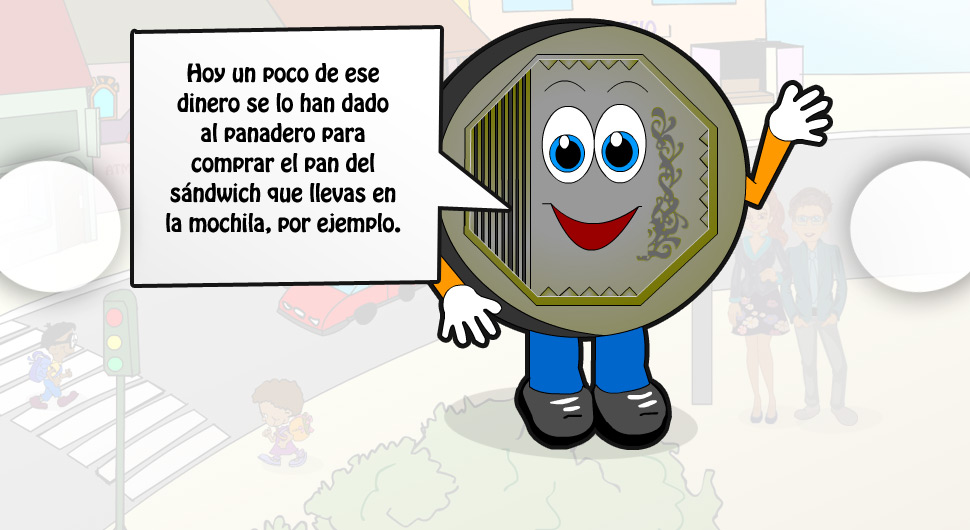 Hoy un poco de ese
dinero se lo han dado
al panadero para
comprar el pan del
sándwich que llevas en
la mochila, por ejemplo.